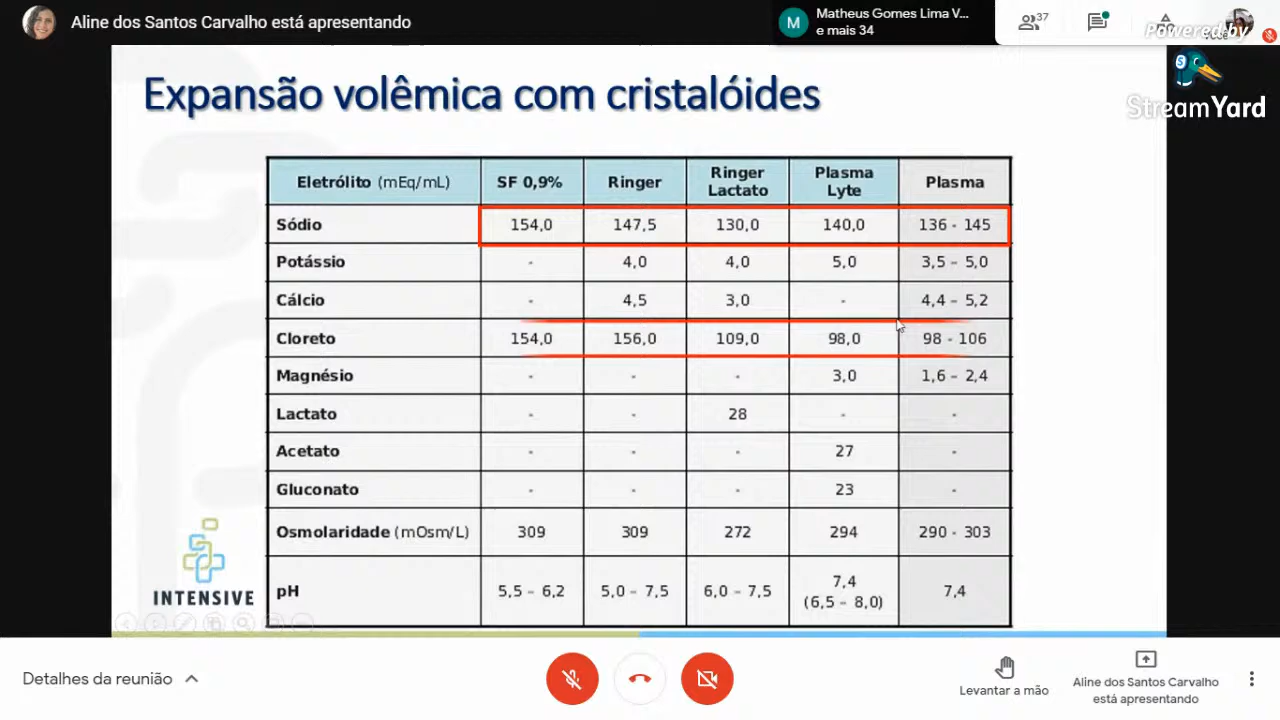 Aline dos Santos Carvalho está apresentando
M
Matheus Gomes Lima V...
e mais 34
37
Powered by
StreamYard
Expansão volêmica com cristalóides
Eletrólito (mEq/mL) SF 0,9% Ringer Ringer Lactato Plasma Lyte Plasma
Sódio 154,0 147,5 130,0 140,0 136 - 145
Potássio - 4,0 4,0 5,0 3,5 – 5,0
Cálcio - 4,5 3,0 - 4,4 – 5,2
Cloreto 154,0 156,0 109,0 98,0 98 - 106
Magnésio - - - 3,0 1,6 – 2,4
Lactato - - 28 - -
Acetato - - - 27 -
Gluconato - - - 23 -
Osmolaridade (mOsm/L) 309 309 272 294 290 - 303
pH 5,5 – 6,2 5,0 – 7,5 6,0 – 7,5 7,4 (6,5 – 8,0) 7,4
INTENSIVE
Detalhes da reunião
Levantar a mão
Aline dos Santos Carvalho
está apresentando